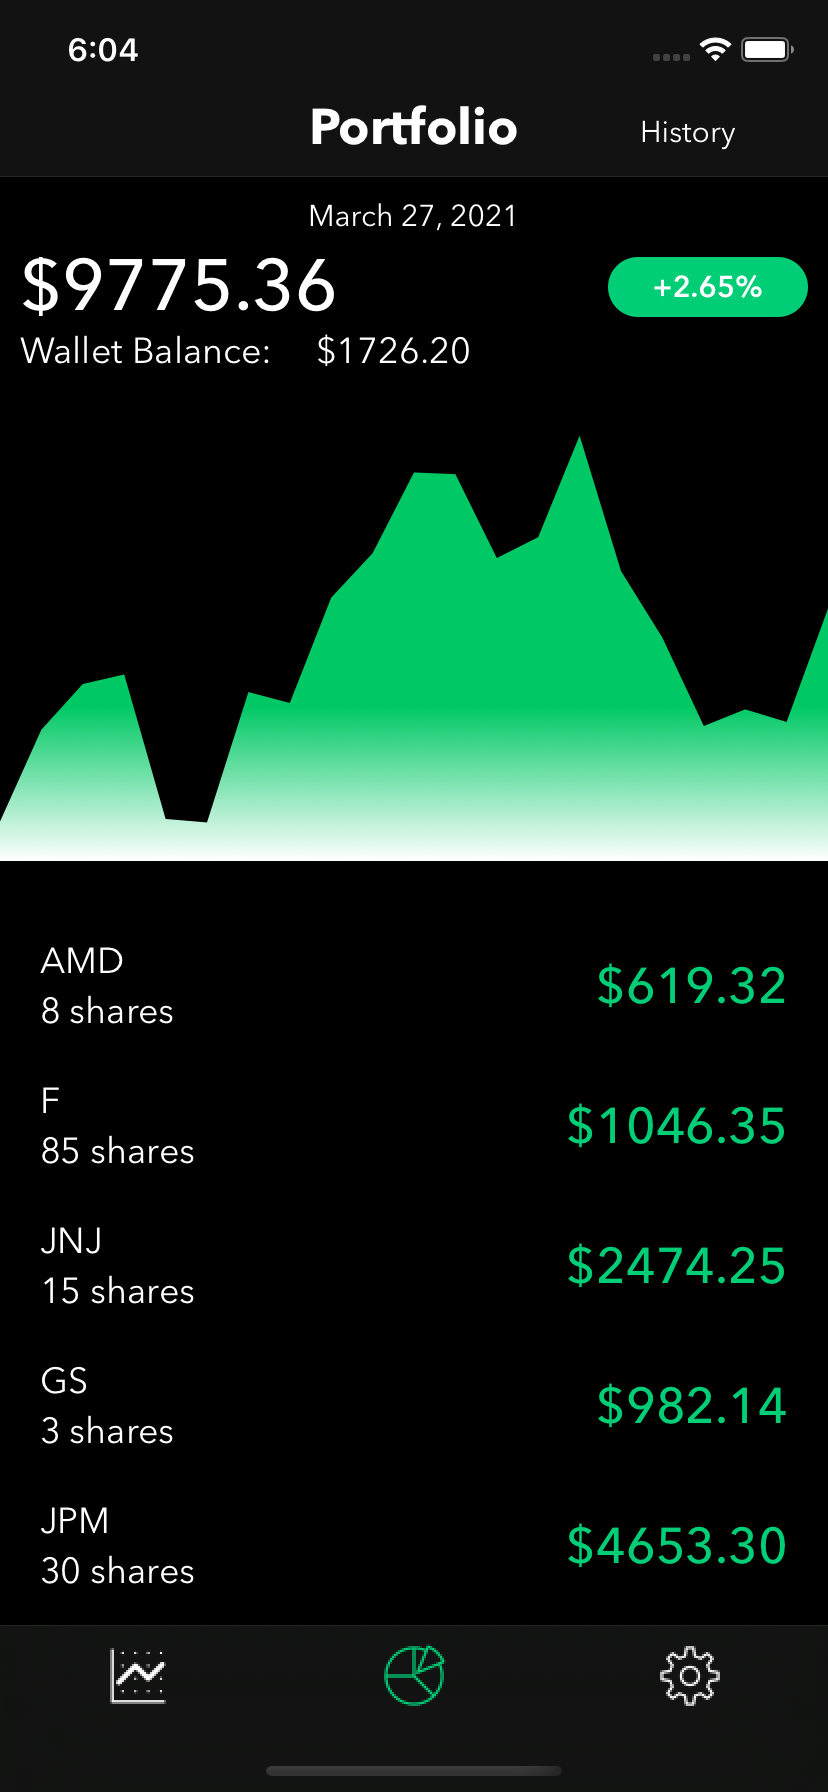 6:04
Portfolio
History
March 27, 2021
$9775.36
+2.65%
Wallet Balance: $1726.20
AMD
8 shares
$619.32
F
85 shares
$1046.35
JNJ
15 shares
$2474.25
GS
3 shares
$982.14
JPM
30 shares
$4653.30